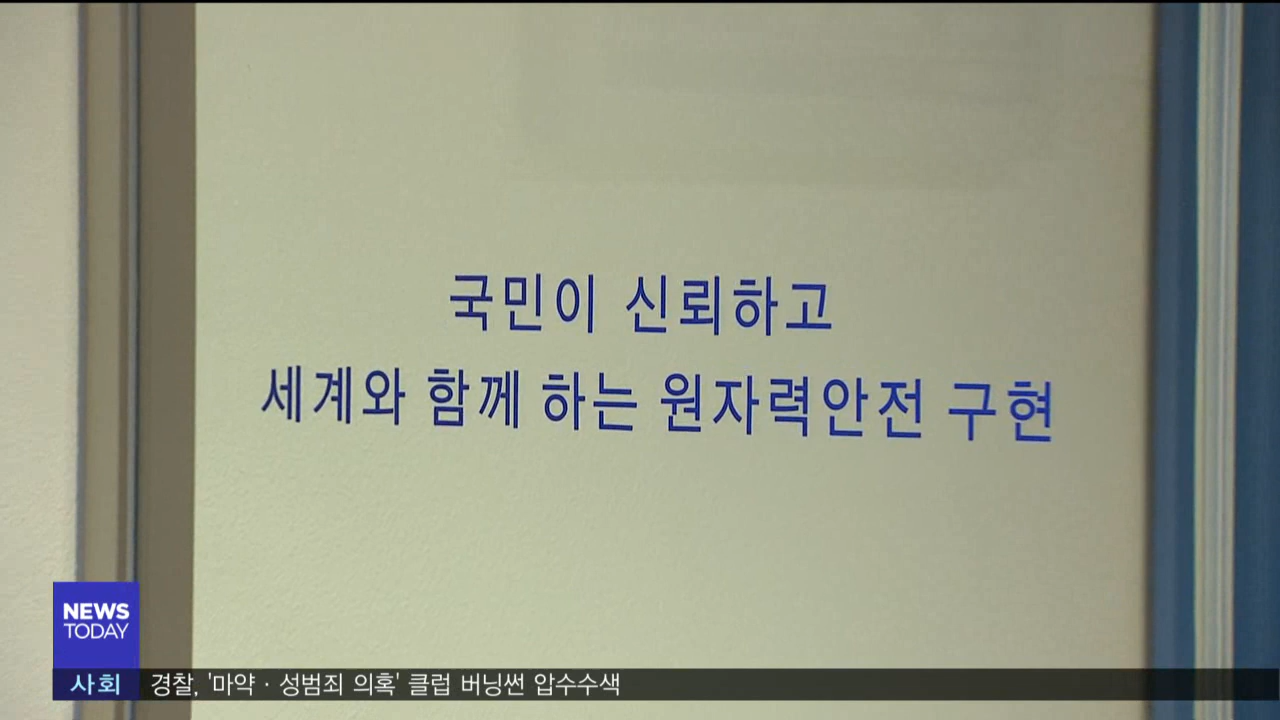 국민이 신뢰하고
세계와 함께 하는 원자력안전 구현
NEWS
TODAY
사회 경찰, '마약·성범죄 의혹' 클럽 버닝썬 압수수색